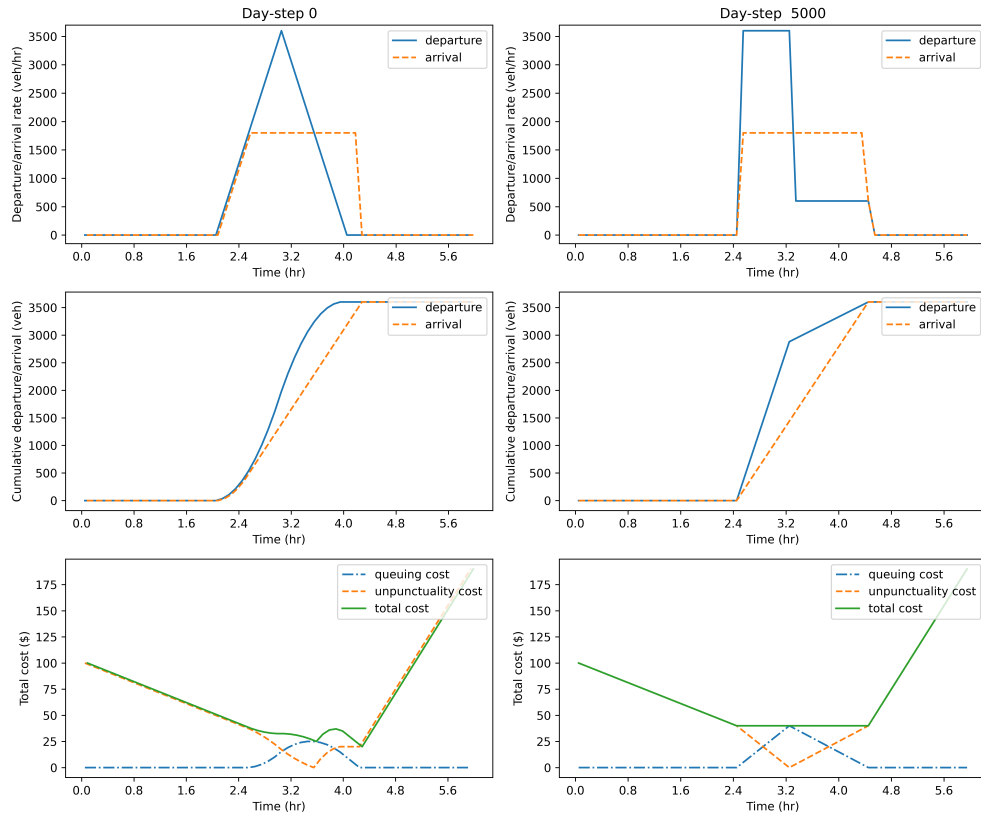 Day-step 0
Departure/arrival rate (veh/hr)
3500
3000
2500
2000
1500
1000
500
0
departure
arrival
0.0 0.8 1.6 2.4 3.2 4.0 4.8 5.6
Time (hr)
Day-step 5000
Departure/arrival rate (veh/hr)
3500
3000
2500
2000
1500
1000
500
0
departure
arrival
0.0 0.8 1.6 2.4 3.2 4.0 4.8 5.6
Time (hr)
Cumulative departure/arrival (veh)
3500
3000
2500
2000
1500
1000
500
0
departure
arrival
0.0 0.8 1.6 2.4 3.2 4.0 4.8 5.6
Time (hr)
Cumulative departure/arrival (veh)
3500
3000
2500
2000
1500
1000
500
0
departure
arrival
0.0 0.8 1.6 2.4 3.2 4.0 4.8 5.6
Time (hr)
Total cost ($)
175
150
125
100
75
50
25
0
queuing cost
unpunctuality cost
total cost
0.0 0.8 1.6 2.4 3.2 4.0 4.8 5.6
Time (hr)
Total cost ($)
175
150
125
100
75
50
25
0
queuing cost
unpunctuality cost
total cost
0.0 0.8 1.6 2.4 3.2 4.0 4.8 5.6
Time (hr)